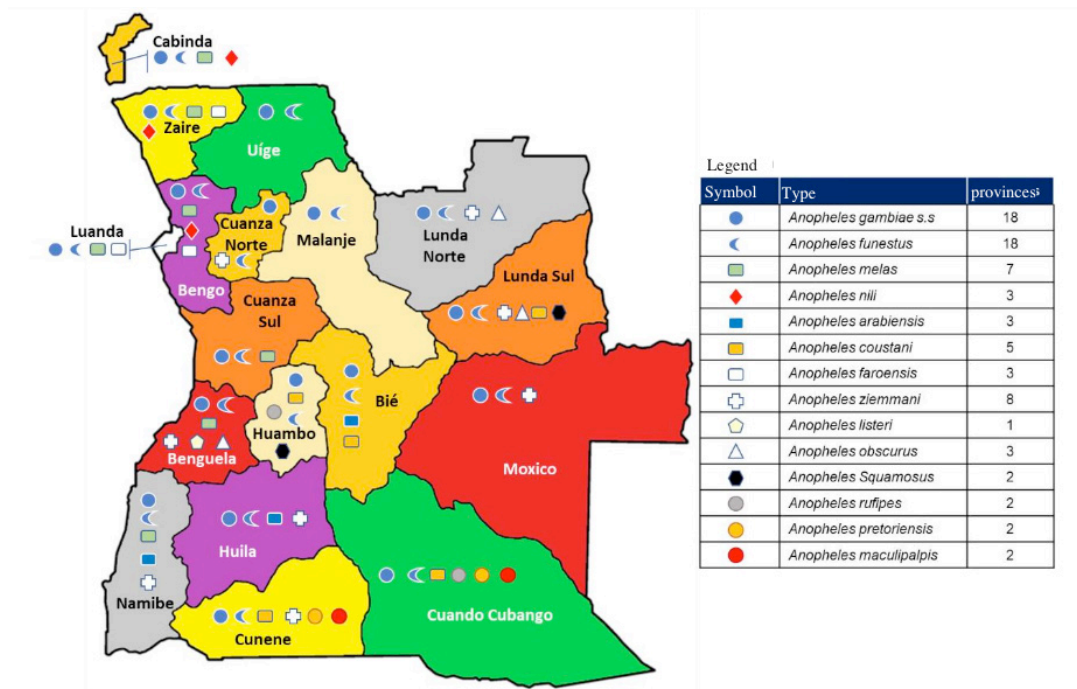 Cabinda
Zaire
Uíge
Luanda
Cuanza
Norte
Malanje
Lunda
Norte
Bengo
Lunda Sul
Cuanza
Sul
Bié
Huambo
Benguela
Moxico
Huila
Namibe
Cunene
Cuando Cubango
Legend
Symbol Type provinces
Anopheles gambiae s.s 18
Anopheles funestus 18
Anopheles melas 7
Anopheles nili 3
Anopheles arabiensis 3
Anopheles coustani 5
Anopheles faroensis 3
Anopheles ziemmani 8
Anopheles listeri 1
Anopheles obscurus 3
Anopheles Squamosus 2
Anopheles rufipes 2
Anopheles pretoriensis 2
Anopheles maculipalpis 2